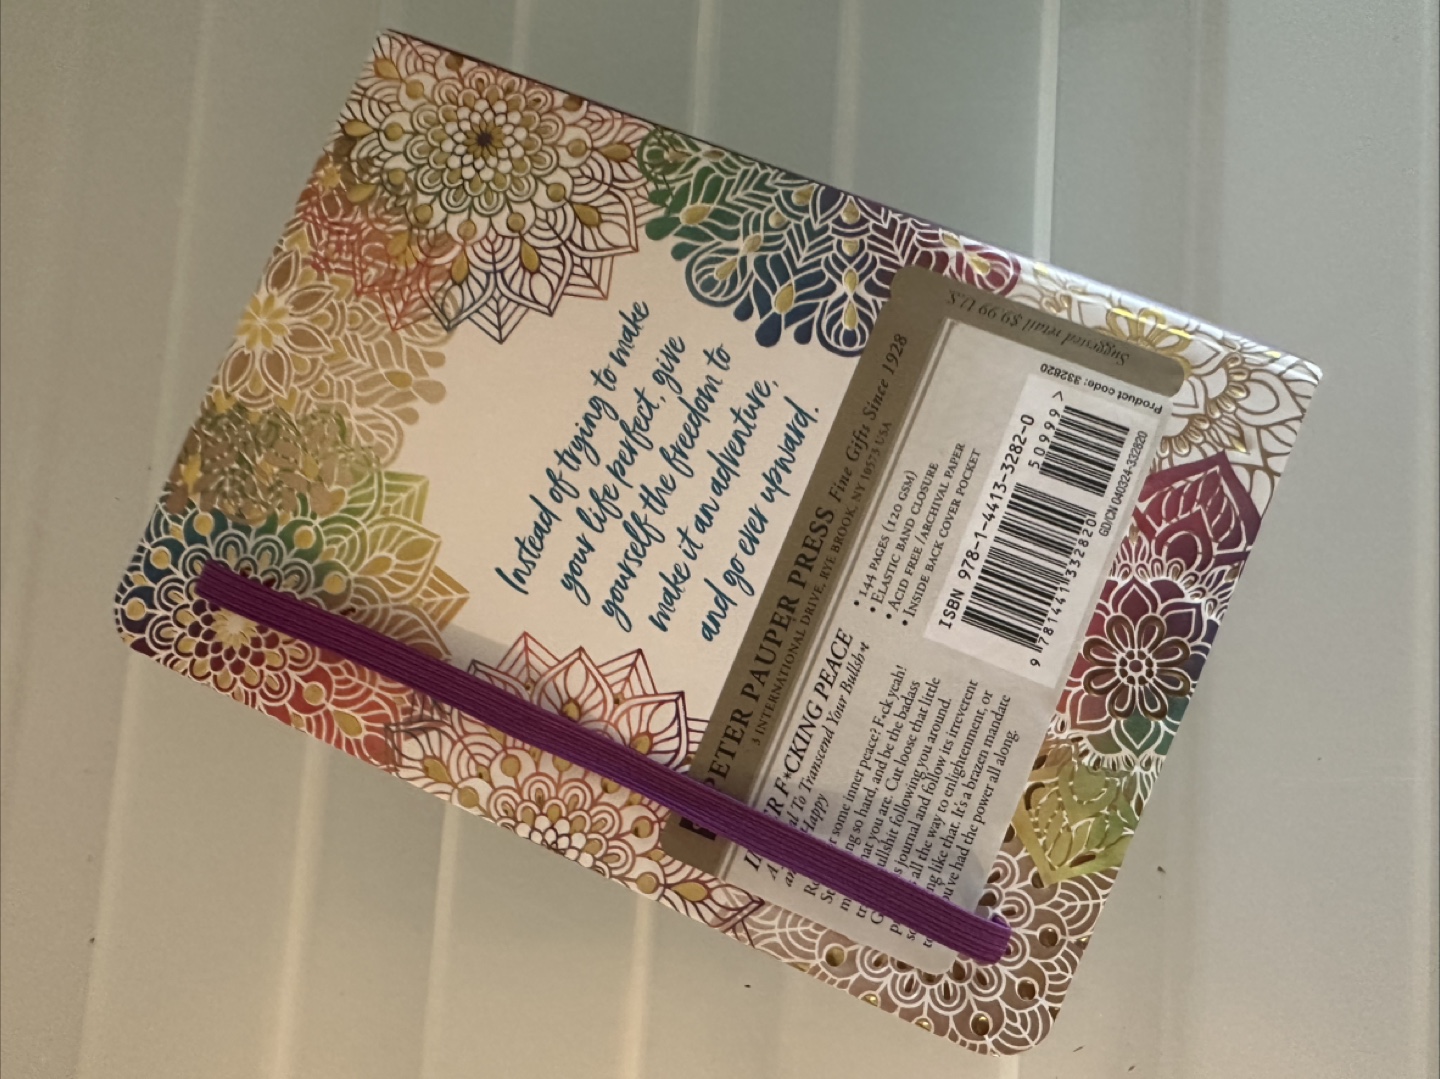 Instead of trying to make
your life perfect, give
yourself the freedom to
make it an adventure,
and go ever upward.
PETER PAUPER PRESS Fine Gifts Since 1928
3 INTERNATIONAL DRIVE, RYE BROOK, NY 10573 USA
F*CKING PEACE
To Transcend Your Bullsh*t
Happy
some inner peace? F*ck yeah!
so hard, and be the badass
you are. Cut loose that little
following you around.
journal and follow its irreverent
all the way to enlightenment, or
like that. It's a brazen mandate
had the power all along.
• 144 PAGES (120 GSM)
• ELASTIC BAND CLOSURE
• ACID FREE /ARCHIVAL PAPER
• INSIDE BACK COVER POCKET
ISBN 978-1-4413-3282-0
50999>
9 781441 332820
GD/CN 040324-332820
Product code: 332820
Suggested retail $9.99 U.S.